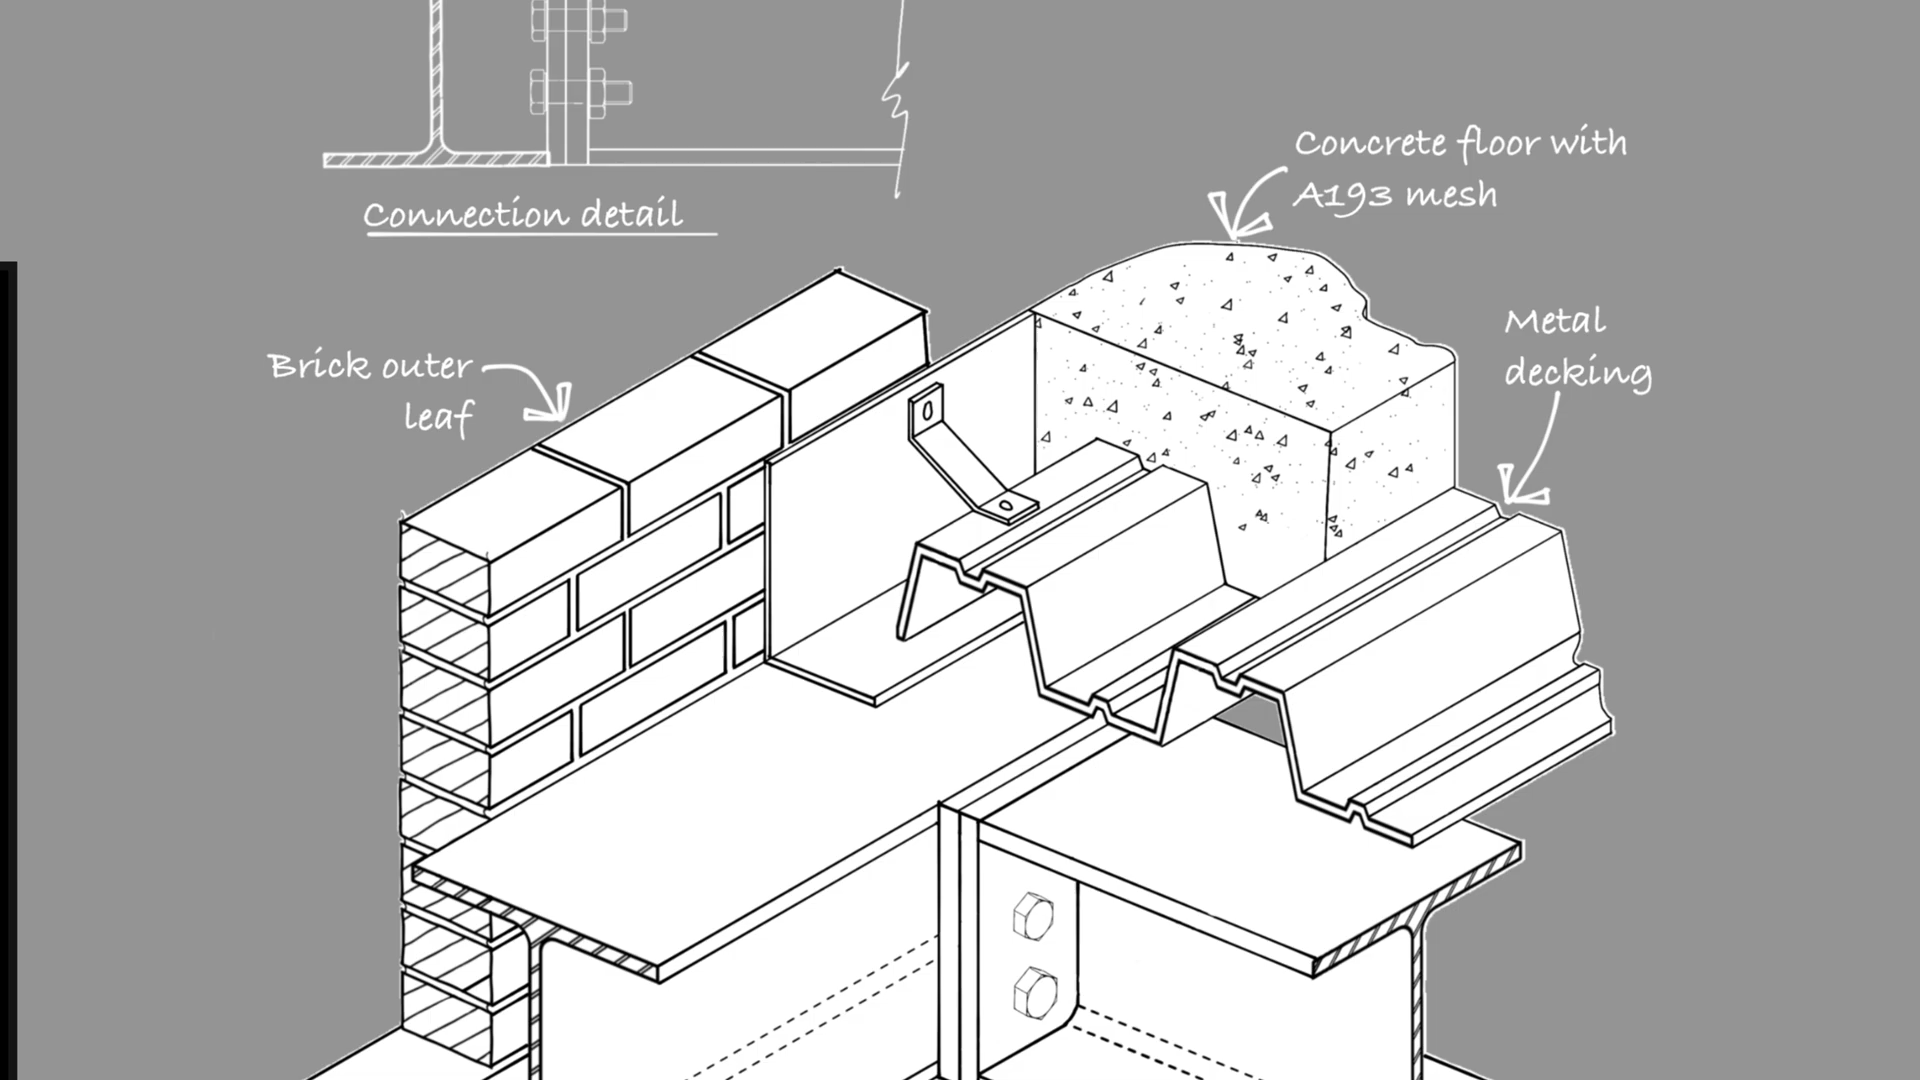 Connection detail
Concrete floor with
A193 mesh
Metal
decking
Brick outer
leaf